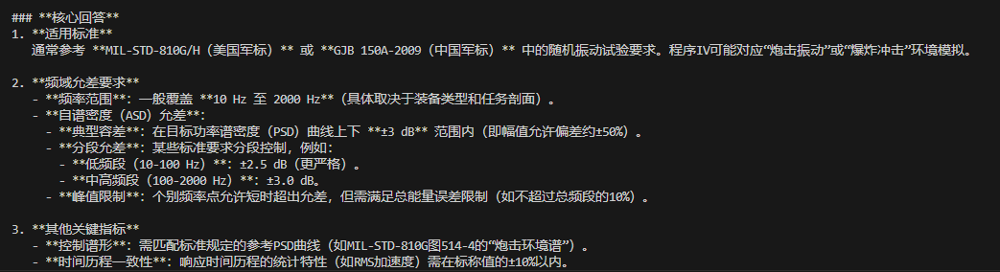 ### **核心回答**
1. **适用标准**
通常参考 **MIL-STD-810G/H（美国军标）** 或 **GJB 150A-2009（中国军标）** 中的随机振动试验要求。程序IV可能对应“炮击振动”或“爆炸冲击”环境模拟。
2. **频域允差要求**
- **频率范围**：一般覆盖 **10 Hz 至 2000 Hz**（具体取决于装备类型和任务剖面）。
- **自谱密度（ASD）允差**：
- **典型容差**：在目标功率谱密度（PSD）曲线上下 **±3 dB** 范围内（即幅值允许偏差约±50%）。
- **分段允差**：某些标准要求分段控制，例如：
- **低频段（10-100 Hz）**：±2.5 dB（更严格）。
- **中高频段（100-2000 Hz）**：±3.0 dB。
- **峰值限制**：个别频率点允许短时超出允差，但需满足总能量误差限制（如不超过总频段的10%）。
3. **其他关键指标**
- **控制谱形**：需匹配标准规定的参考PSD曲线（如MIL-STD-810G图514-4的“炮击环境谱”）。
- **时间历程一致性**：响应时间历程的统计特性（如RMS加速度）需在标称值的±10%以内。